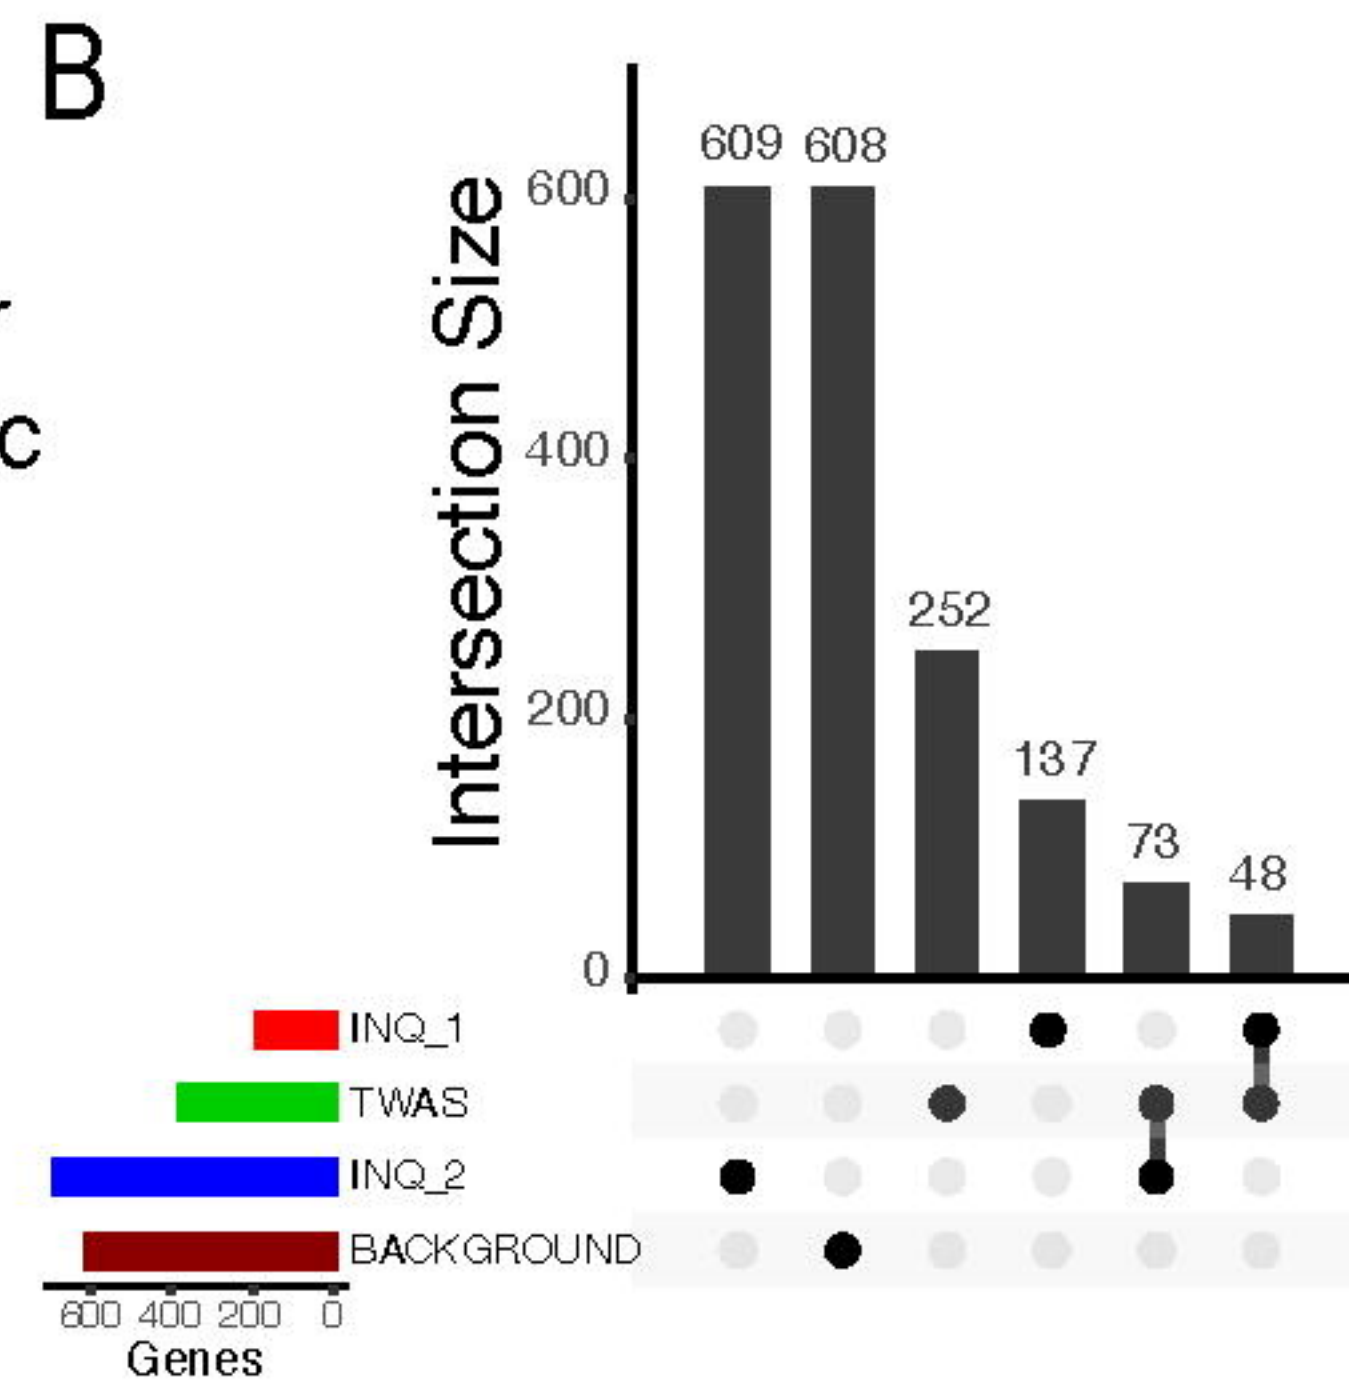 B
r
c
Intersection Size
609 608
600
400
252
200
137
73
48
0
INQ_1
TWAS
INQ_2
BACKGROUND
600 400 200 0
Genes